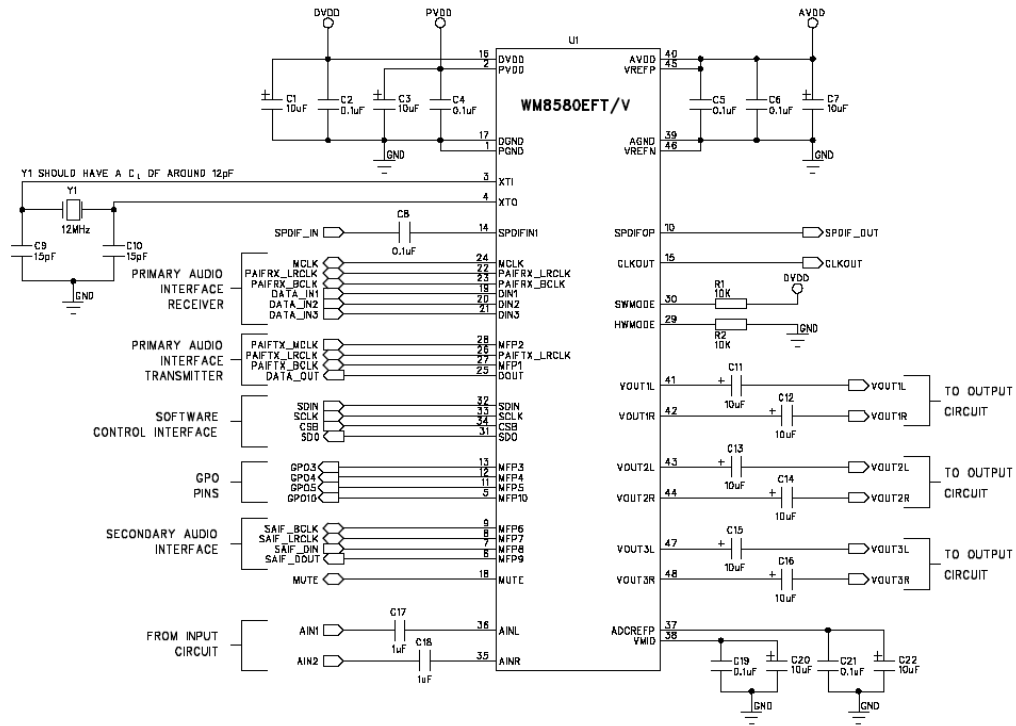 DVDD
PVDD
AVDD
U1
WM8580EFT/V
16 DVDD
2 PVDD
17 DGND
1 PGND
C1 10uF
C2 0.1uF
C3 10uF
C4 0.1uF
GND
AVDD 40
VREFP 45
AGND 39
VREFN 46
C5 0.1uF
C6 0.1uF
C7 10uF
GND
Y1 SHOULD HAVE A CL OF AROUND 12pF
3 XTI
4 XTO
Y1
12MHz
C9 15pF
C10 15pF
GND
SPDIF_IN
C8
0.1uF
14 SPDIFIN1
PRIMARY AUDIO
INTERFACE
RECEIVER
MCLK 24 MCLK
PAIFRX_LRCLK 22 PAIFRX_LRCLK
PAIFRX_BCLK 23 PAIFRX_BCLK
DATA_IN1 19 DIN1
DATA_IN2 20 DIN2
DATA_IN3 21 DIN3
PRIMARY AUDIO
INTERFACE
TRANSMITTER
PAIFTX_MCLK 28 MFP2
PAIFTX_LRCLK 26 PAIFTX_LRCLK
PAIFTX_BCLK 27 MFP1
DATA_OUT 25 DOUT
SOFTWARE
CONTROL INTERFACE
SDIN 32 SDIN
SCLK 33 SCLK
CSB 34 CSB
SDO 31 SDO
GPO
PINS
GPO3 13 MFP3
GPO4 12 MFP4
GPO5 11 MFP5
GPO10 5 MFP10
SECONDARY AUDIO
INTERFACE
SAIF_BCLK 9 MFP6
SAIF_LRCLK 8 MFP7
SAIF_DIN 7 MFP8
SAIF_DOUT 6 MFP9
MUTE 18 MUTE
FROM INPUT
CIRCUIT
AIN1
C17
1uF
36 AINL
AIN2
C18
1uF
35 AINR
SPDIFOP 10 SPDIF_OUT
CLKOUT 15 CLKOUT
DVDD
SWMODE 30
R1
10K
HWMODE 29
R2
10K
GND
VOUT1L 41
C11
10uF
VOUT1L
VOUT1R 42
C12
10uF
VOUT1R
TO OUTPUT
CIRCUIT
VOUT2L 43
C13
10uF
VOUT2L
VOUT2R 44
C14
10uF
VOUT2R
TO OUTPUT
CIRCUIT
VOUT3L 47
C15
10uF
VOUT3L
VOUT3R 48
C16
10uF
VOUT3R
TO OUTPUT
CIRCUIT
ADCREFP 37
VMID 38
C19 0.1uF
C20 10uF
C21 0.1uF
C22 10uF
GND
GND